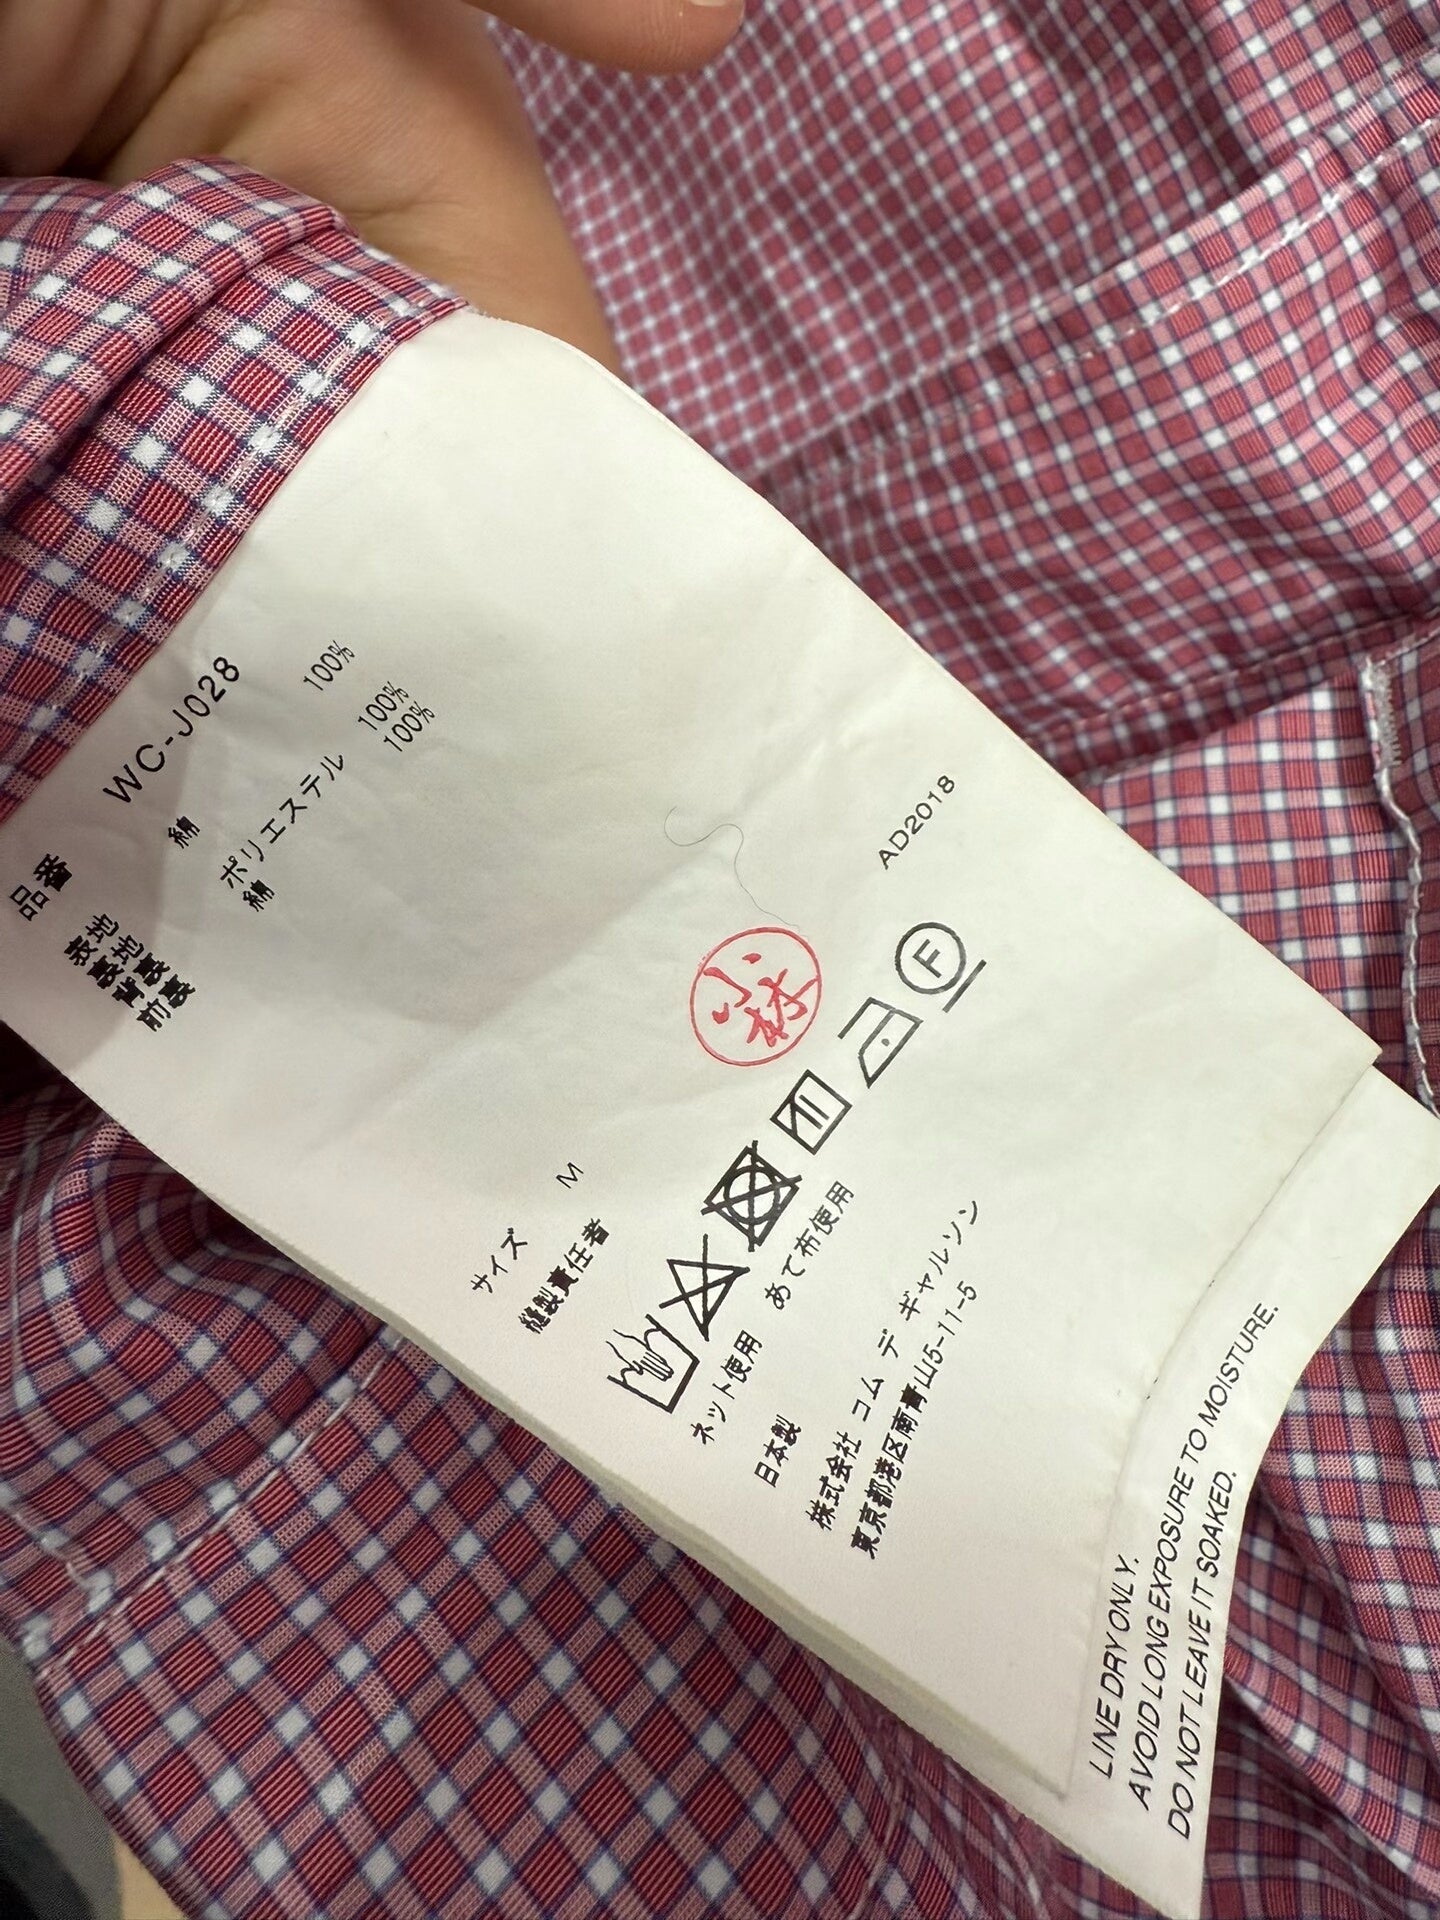 品番 WC-J028
表地 綿 100%
裏地
背裏 ポリエステル 100%
前裏 綿 100%
AD2018
小林
サイズ M
縫製責任者
F
ネット使用 あて布使用
日本製
株式会社 コム デ ギャルソン
東京都港区南青山5-11-5
LINE DRY ONLY.
AVOID LONG EXPOSURE TO MOISTURE.
DO NOT LEAVE IT SOAKED.